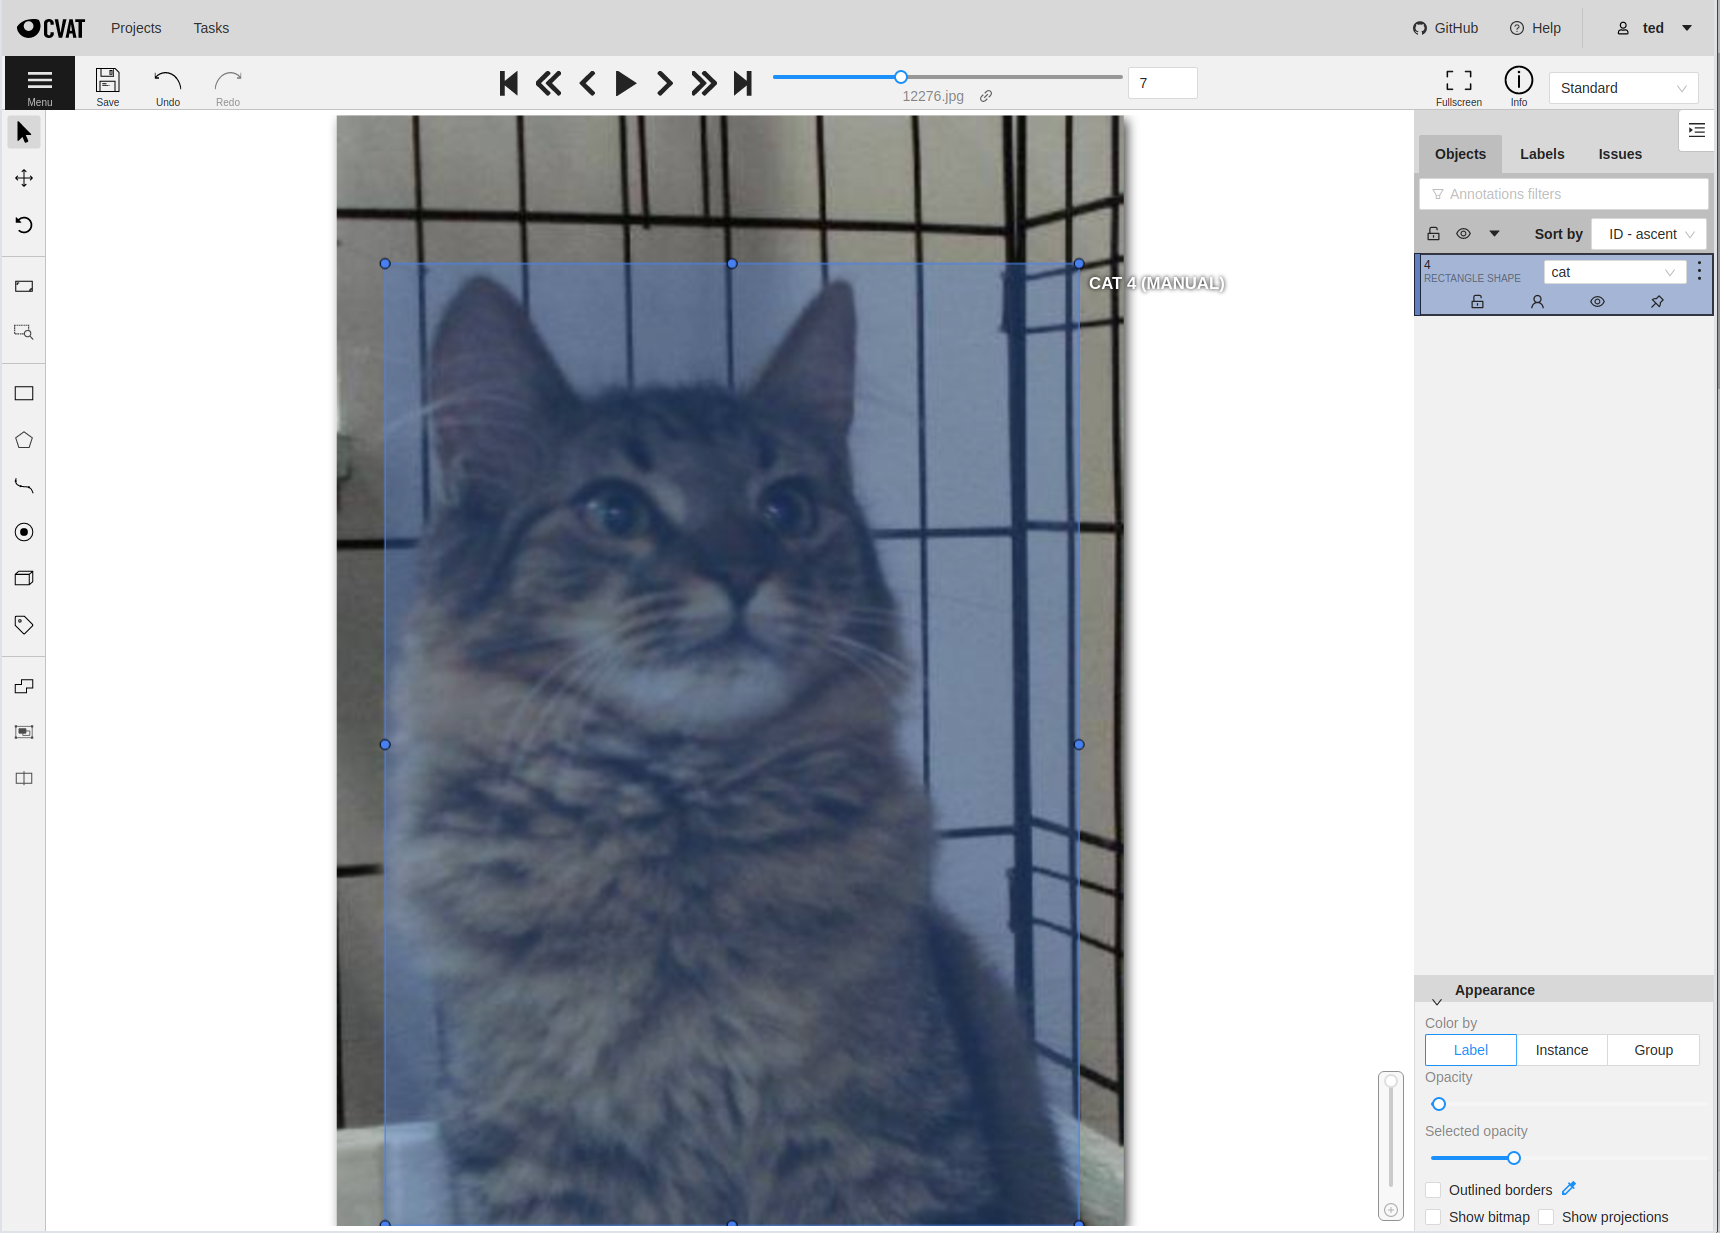 CVAT
Projects
Tasks
GitHub
Help
ted
Menu
Save
Undo
Redo
12276.jpg
7
Fullscreen
Info
Standard
Objects
Labels
Issues
Annotations filters
Sort by
ID - ascent
4
RECTANGLE SHAPE
cat
CAT 4 (MANUAL)
Appearance
Color by
Label
Instance
Group
Opacity
Selected opacity
Outlined borders
Show bitmap
Show projections